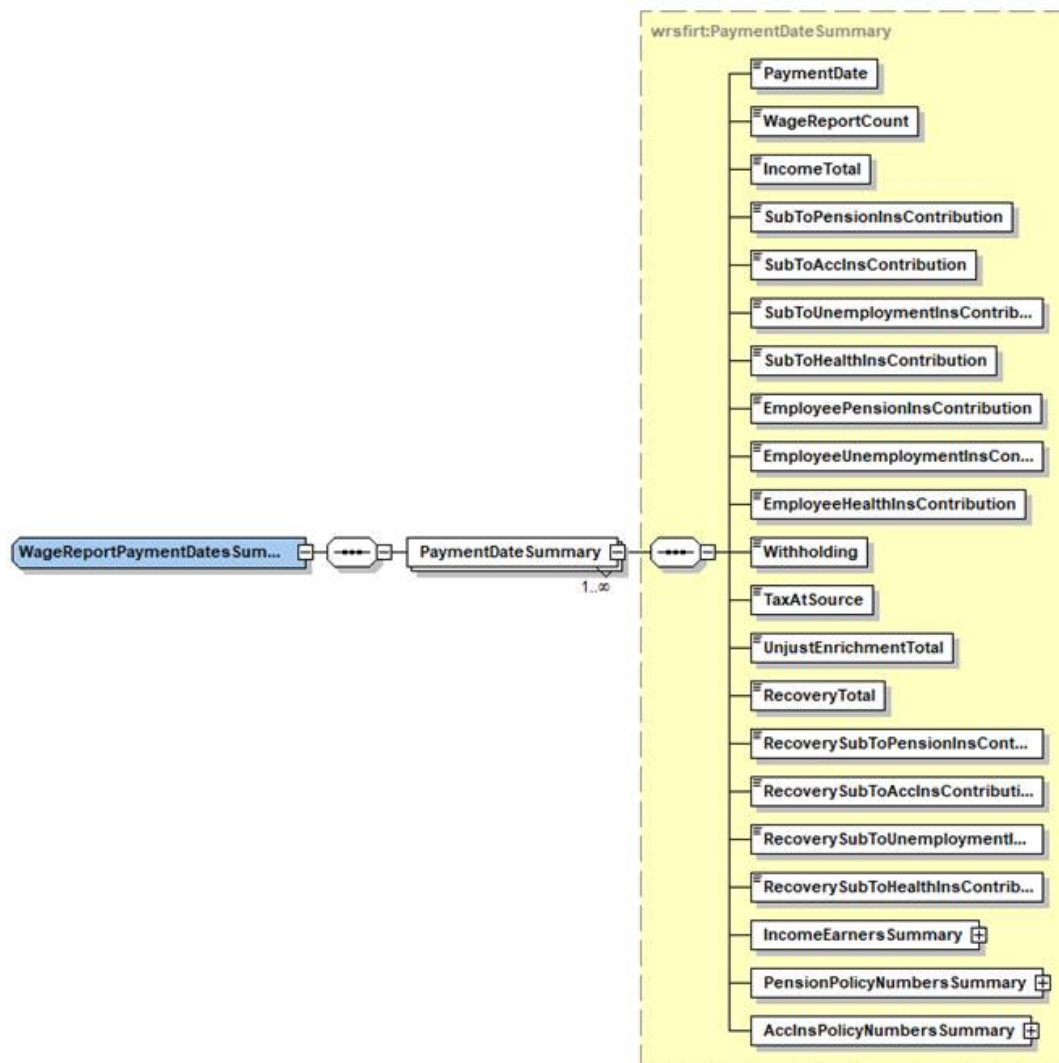 wrsfirt:PaymentDateSummary
PaymentDate
WageReportCount
IncomeTotal
SubToPensionInsContribution
SubToAccInsContribution
SubToUnemploymentInsContrib...
SubToHealthInsContribution
EmployeePensionInsContribution
EmployeeUnemploymentInsCon...
EmployeeHealthInsContribution
WageReportPaymentDatesSum...
PaymentDateSummary
1..∞
Withholding
TaxAtSource
UnjustEnrichmentTotal
RecoveryTotal
RecoverySubToPensionInsCont...
RecoverySubToAccInsContributi...
RecoverySubToUnemploymentI...
RecoverySubToHealthInsContrib...
IncomeEarnersSummary
PensionPolicyNumbersSummary
AccInsPolicyNumbersSummary